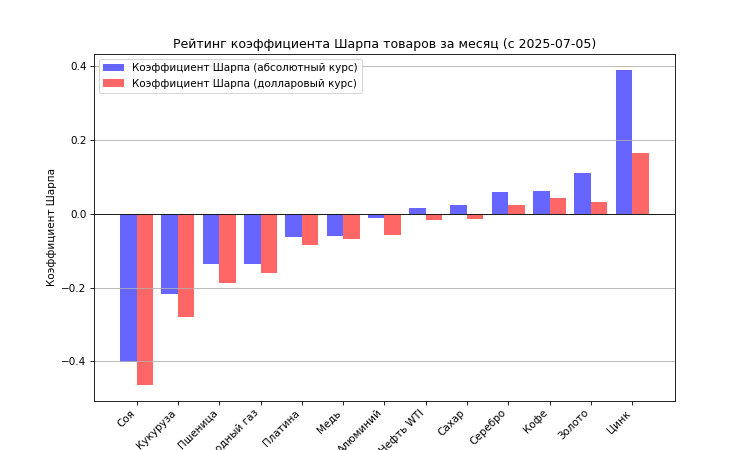 Рейтинг коэффициента Шарпа товаров за месяц (с 2025-07-05)
Коэффициент Шарпа (абсолютный курс)
Коэффициент Шарпа (долларовый курс)
Коэффициент Шарпа
0.4
0.2
0.0
−0.2
−0.4
Соя
Кукуруза
Пшеница
одный газ
Платина
Медь
Алюминий
Нефть WTI
Сахар
Серебро
Кофе
Золото
Цинк